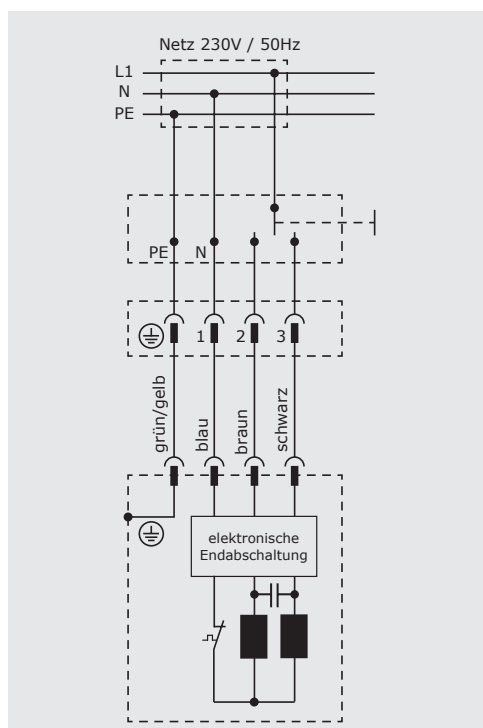 Netz 230V / 50Hz
L1
N
PE
PE N
1 2 3
grün/gelb
blau
braun
schwarz
elektronische
Endabschaltung